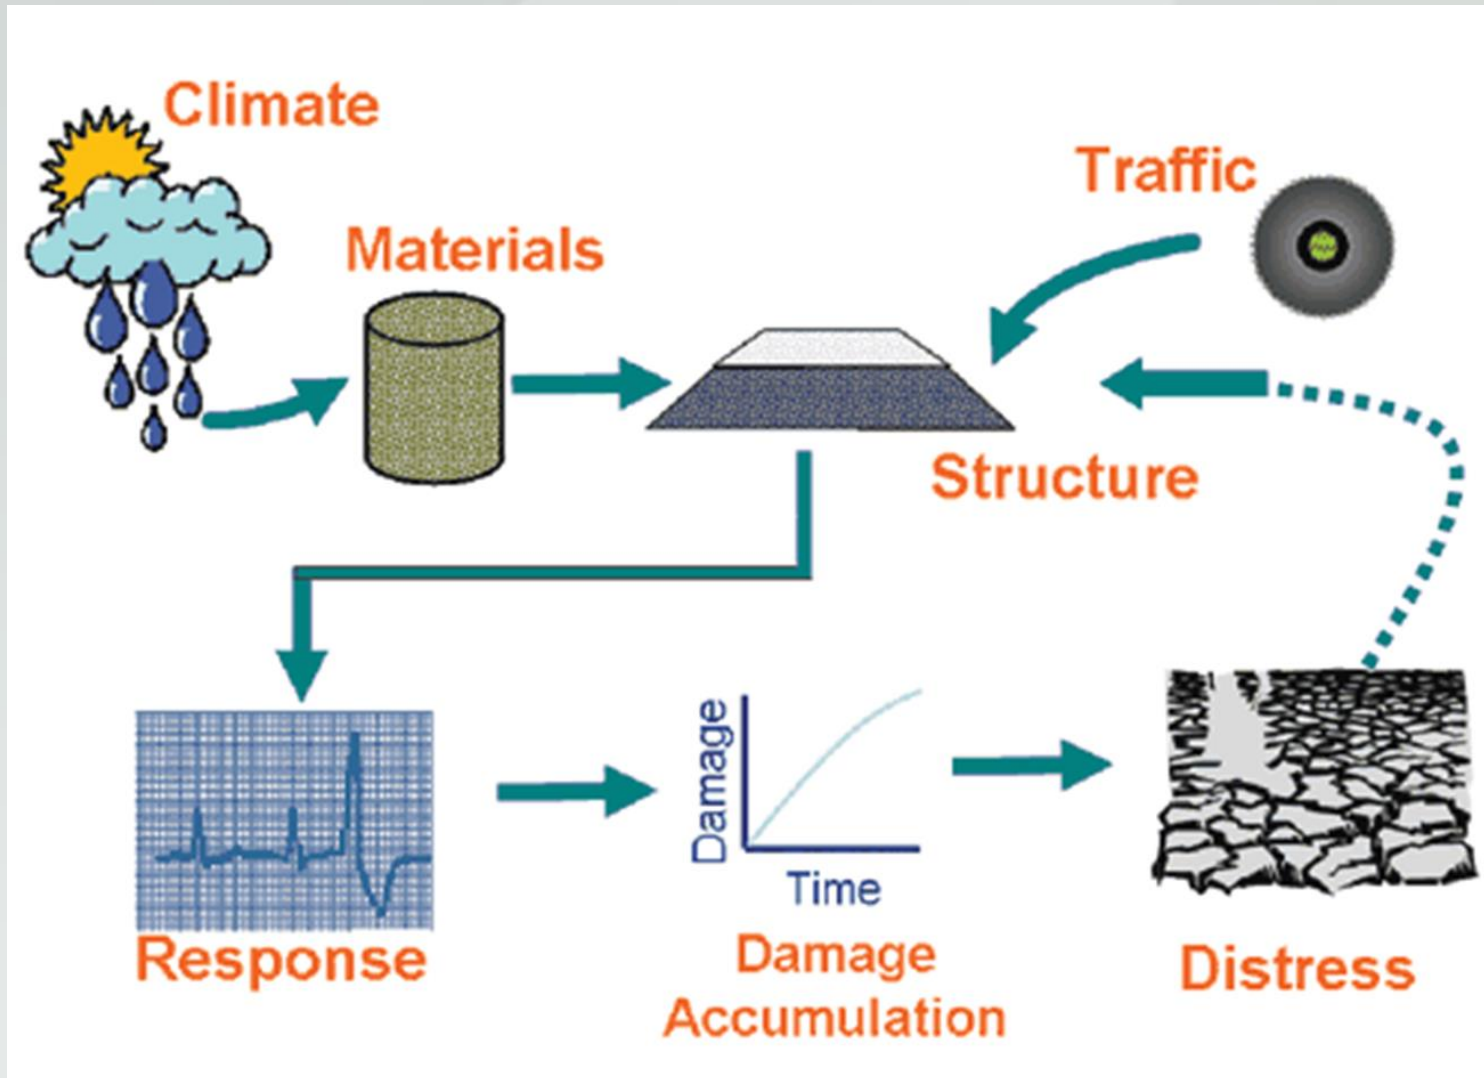 Climate
Traffic
Materials
Structure
Damage
Time
Response
Damage
Accumulation
Distress